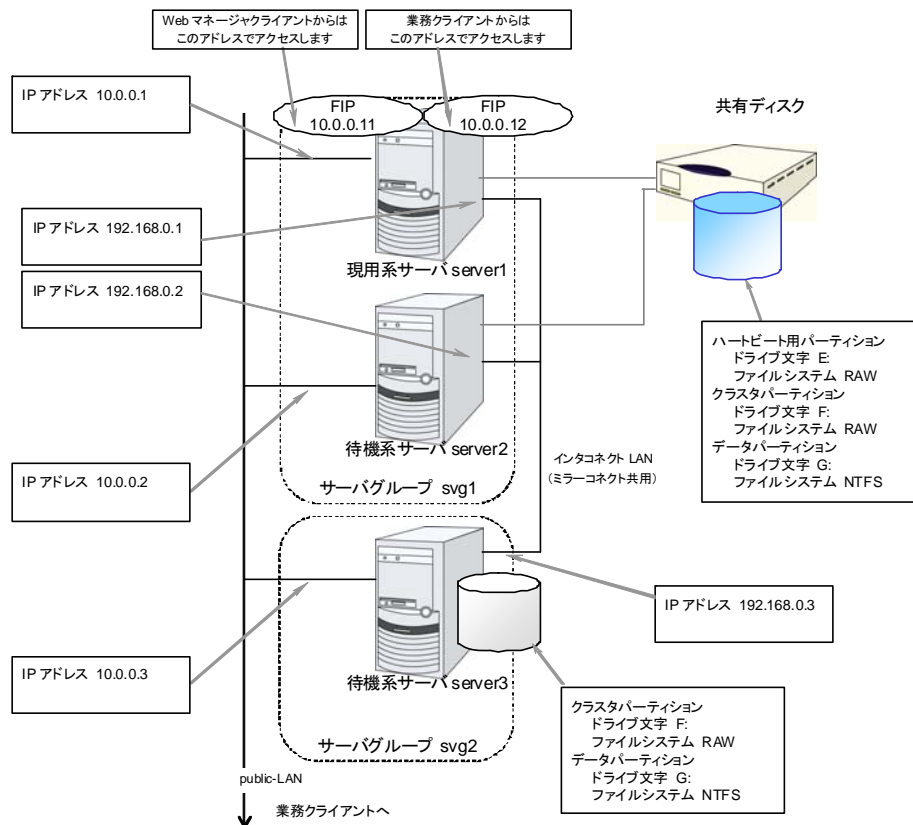 Web マネージャクライアントからは
このアドレスでアクセスします
業務クライアントからは
このアドレスでアクセスします
IP アドレス 10.0.0.1
FIP
10.0.0.11
FIP
10.0.0.12
共有ディスク
IP アドレス 192.168.0.1
現用系サーバ server1
IP アドレス 192.168.0.2
ハートビート用パーティション
ドライブ文字 E:
ファイルシステム RAW
クラスタパーティション
ドライブ文字 F:
ファイルシステム RAW
データパーティション
ドライブ文字 G:
ファイルシステム NTFS
待機系サーバ server2
インタコネクト LAN
（ミラーコネクト共用）
IP アドレス 10.0.0.2
サーバグループ svg1
IP アドレス 192.168.0.3
IP アドレス 10.0.0.3
待機系サーバ server3
クラスタパーティション
ドライブ文字 F:
ファイルシステム RAW
データパーティション
ドライブ文字 G:
ファイルシステム NTFS
サーバグループ svg2
public-LAN
業務クライアントへ